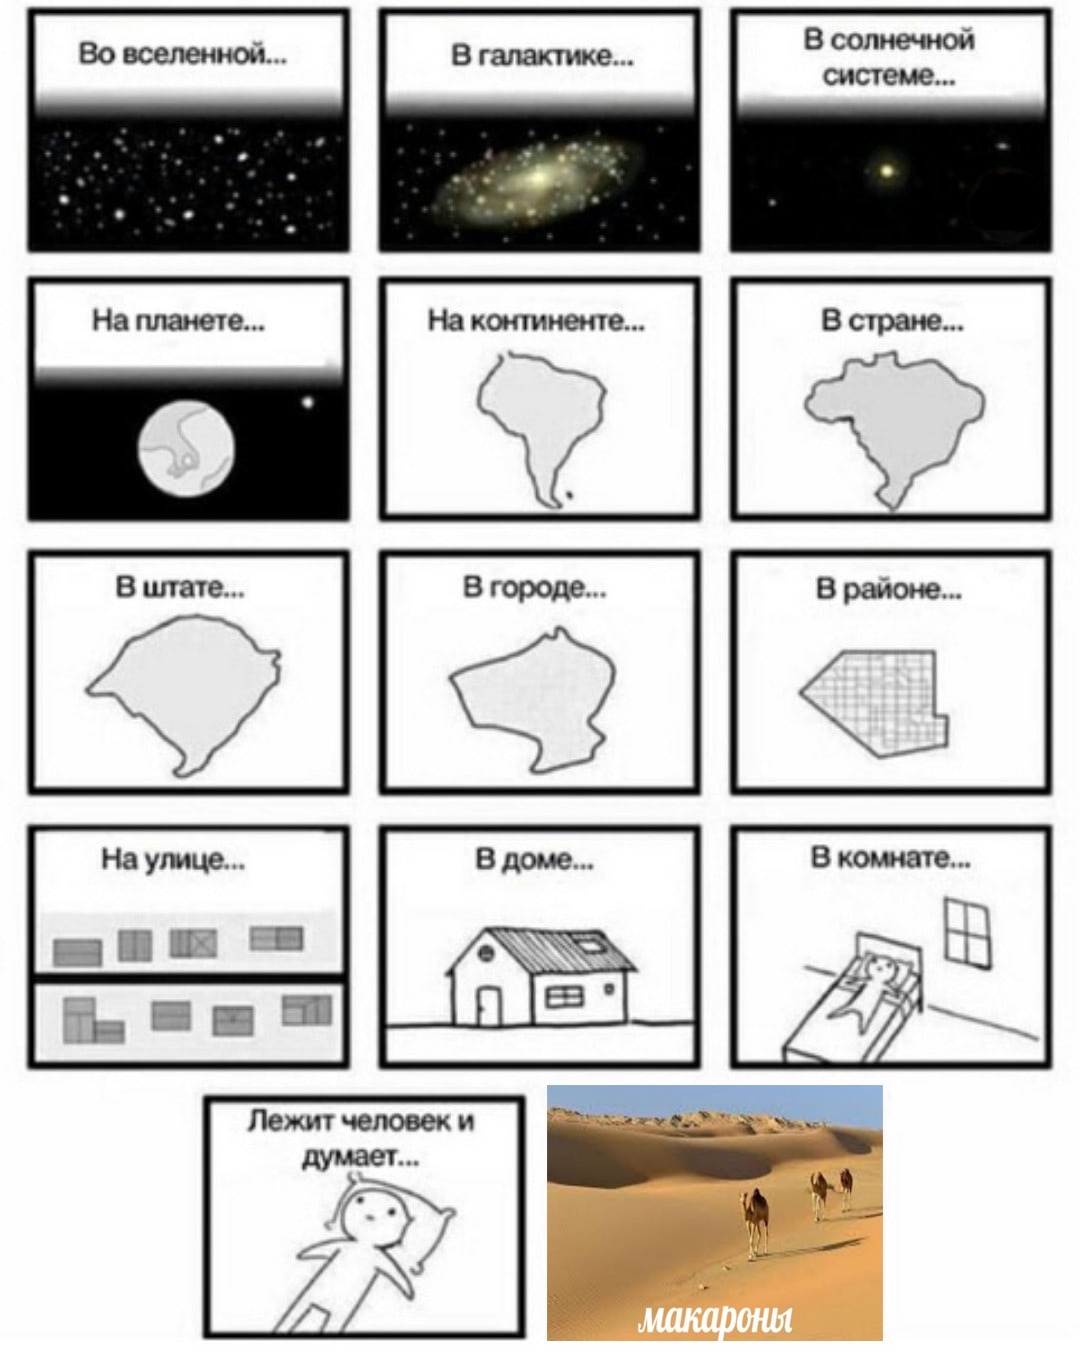 Во вселенной...
В галактике...
В солнечной
системе...
На планете...
На континенте...
В стране...
В штате...
В городе...
В районе...
На улице...
В доме...
В комнате...
Лежит человек и
думает...
макароны